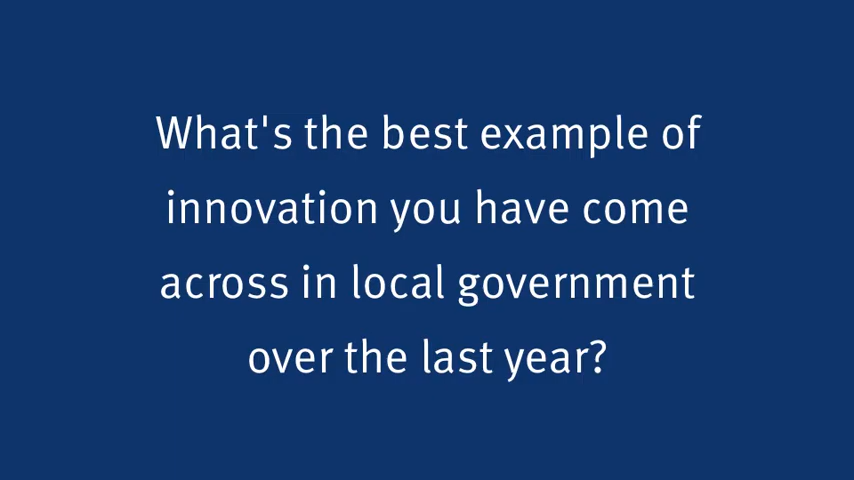 What's the best example of
innovation you have come
across in local government
over the last year?